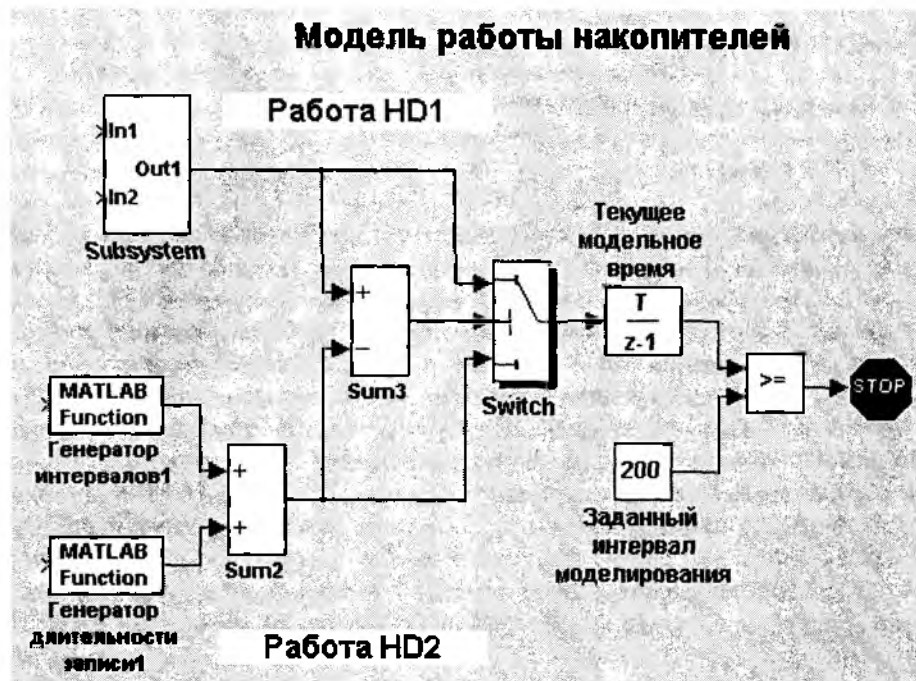 Модель работы накопителей
Работа HD1
In1
Out1
In2
Subsystem
Текущее
модельное
время
+
−
Sum3
Switch
T
z-1
>=
STOP
MATLAB
Function
Генератор
интервалов1
+
+
Sum2
200
Заданный
интервал
моделирования
MATLAB
Function
Генератор
длительности
записи1
Работа HD2